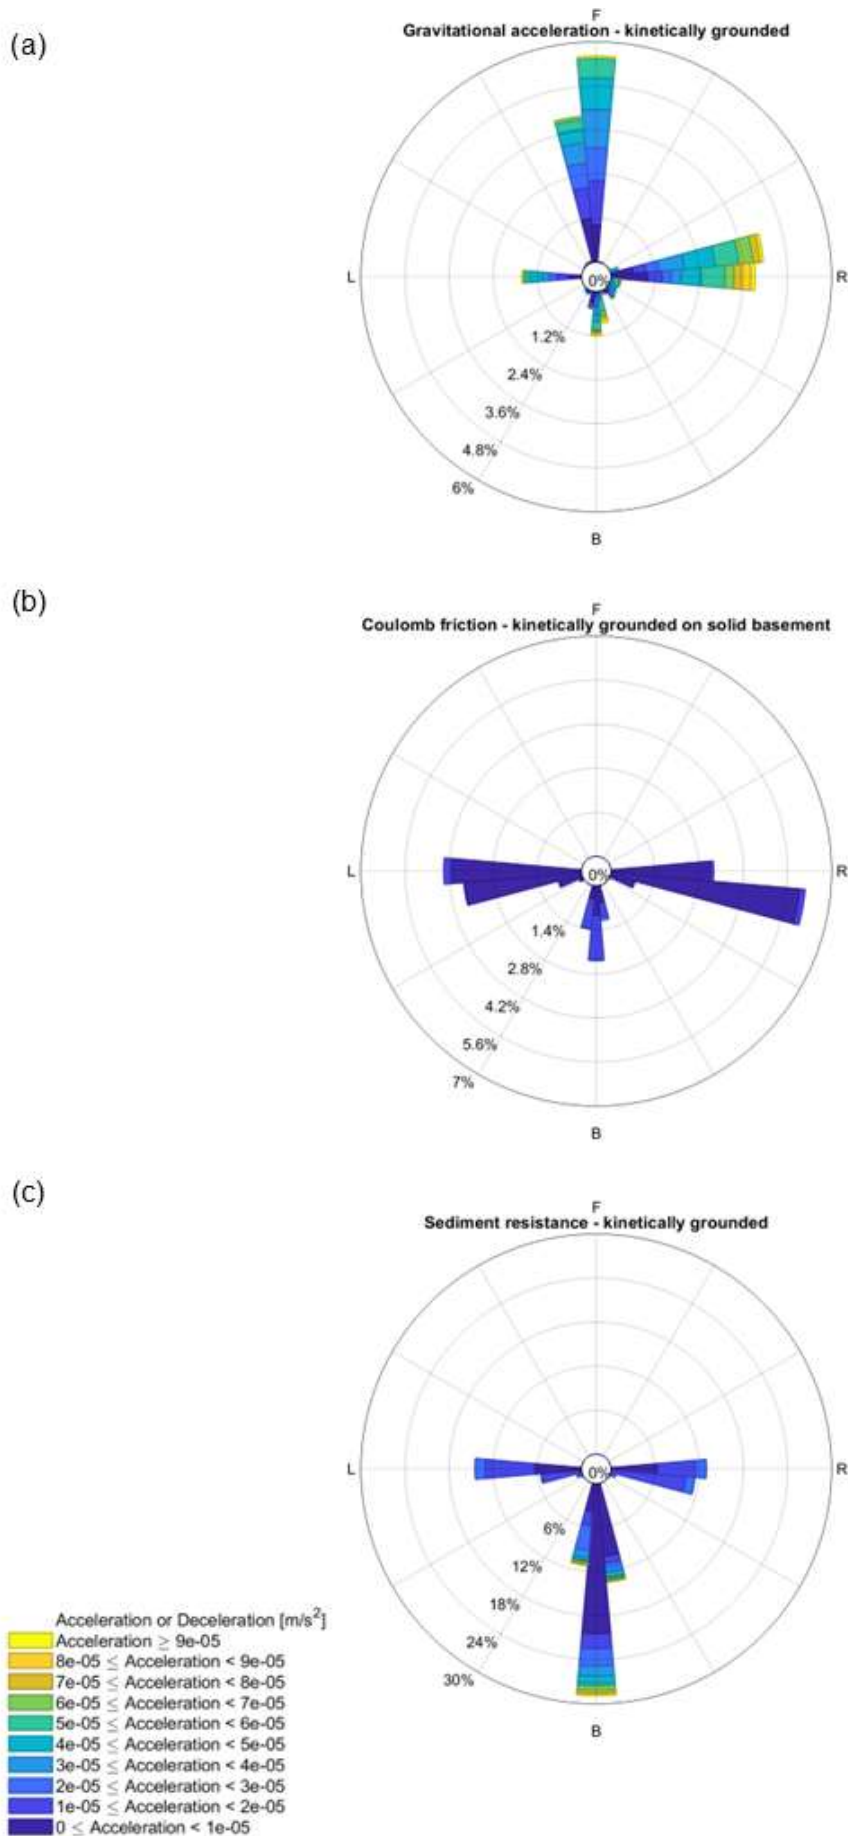 (a)
F
Gravitational acceleration - kinetically grounded
L
0%
R
1.2%
2.4%
3.6%
4.8%
6%
B
(b)
F
Coulomb friction - kinetically grounded on solid basement
L
0%
R
1.4%
2.8%
4.2%
5.6%
7%
B
(c)
F
Sediment resistance - kinetically grounded
L
0%
R
6%
12%
18%
24%
30%
B
Acceleration or Deceleration [m/s²]
Acceleration ≥ 9e-05
8e-05 ≤ Acceleration < 9e-05
7e-05 ≤ Acceleration < 8e-05
6e-05 ≤ Acceleration < 7e-05
5e-05 ≤ Acceleration < 6e-05
4e-05 ≤ Acceleration < 5e-05
3e-05 ≤ Acceleration < 4e-05
2e-05 ≤ Acceleration < 3e-05
1e-05 ≤ Acceleration < 2e-05
0 ≤ Acceleration < 1e-05